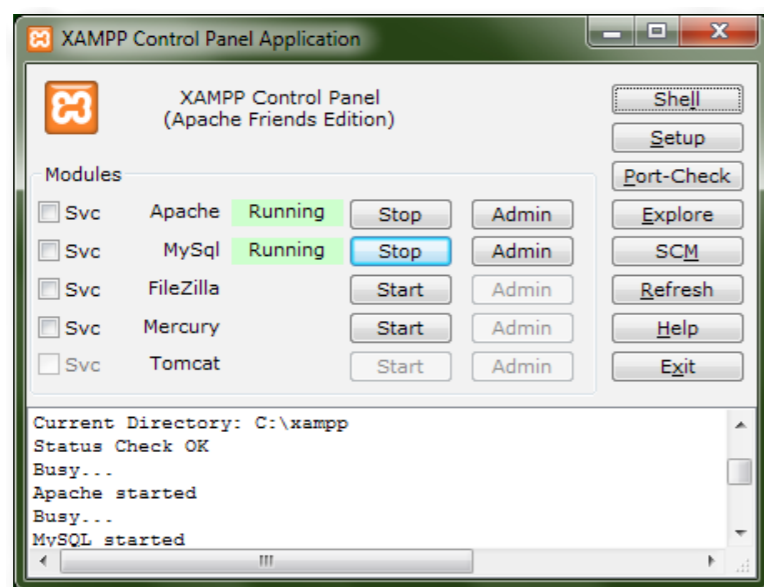 XAMPP Control Panel Application
XAMPP Control Panel
(Apache Friends Edition)
Shell
Setup
Port-Check
Explore
SCM
Refresh
Help
Exit
Modules
Svc Apache Running Stop Admin
Svc MySql Running Stop Admin
Svc FileZilla Start Admin
Svc Mercury Start Admin
Svc Tomcat Start Admin
Current Directory: C:\xampp
Status Check OK
Busy...
Apache started
Busy...
MySQL started